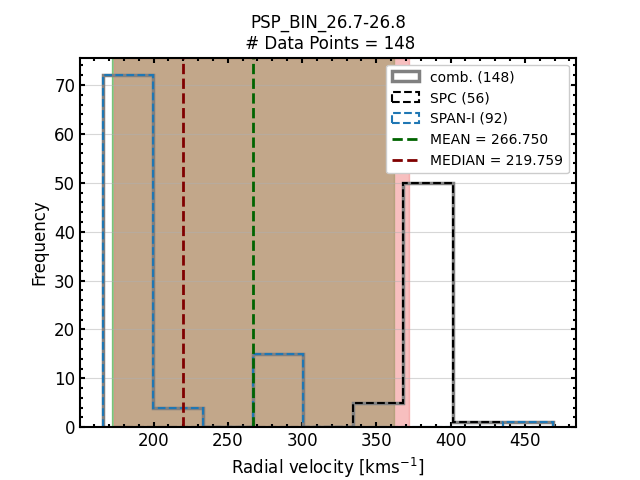 PSP_BIN_26.7-26.8
# Data Points = 148
comb. (148)
SPC (56)
SPAN-I (92)
MEAN = 266.750
MEDIAN = 219.759
Frequency
70
60
50
40
30
20
10
0
200
250
300
350
400
450
Radial velocity [kms⁻¹]